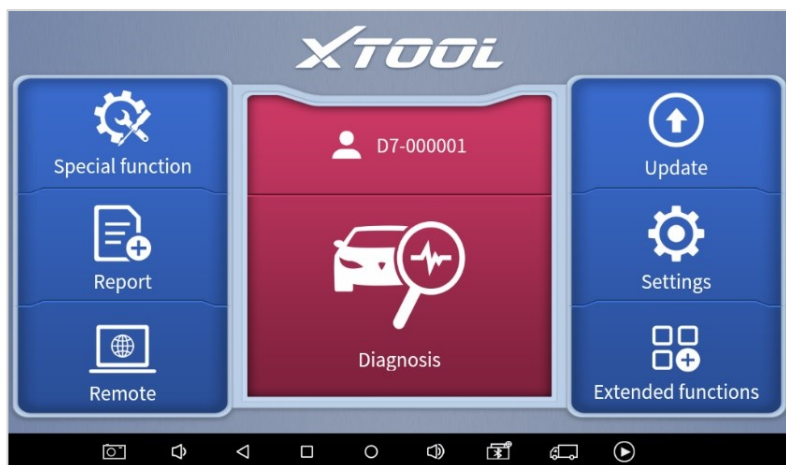 XTOOL
Special function
Report
Remote
D7-000001
Diagnosis
Update
Settings
Extended functions